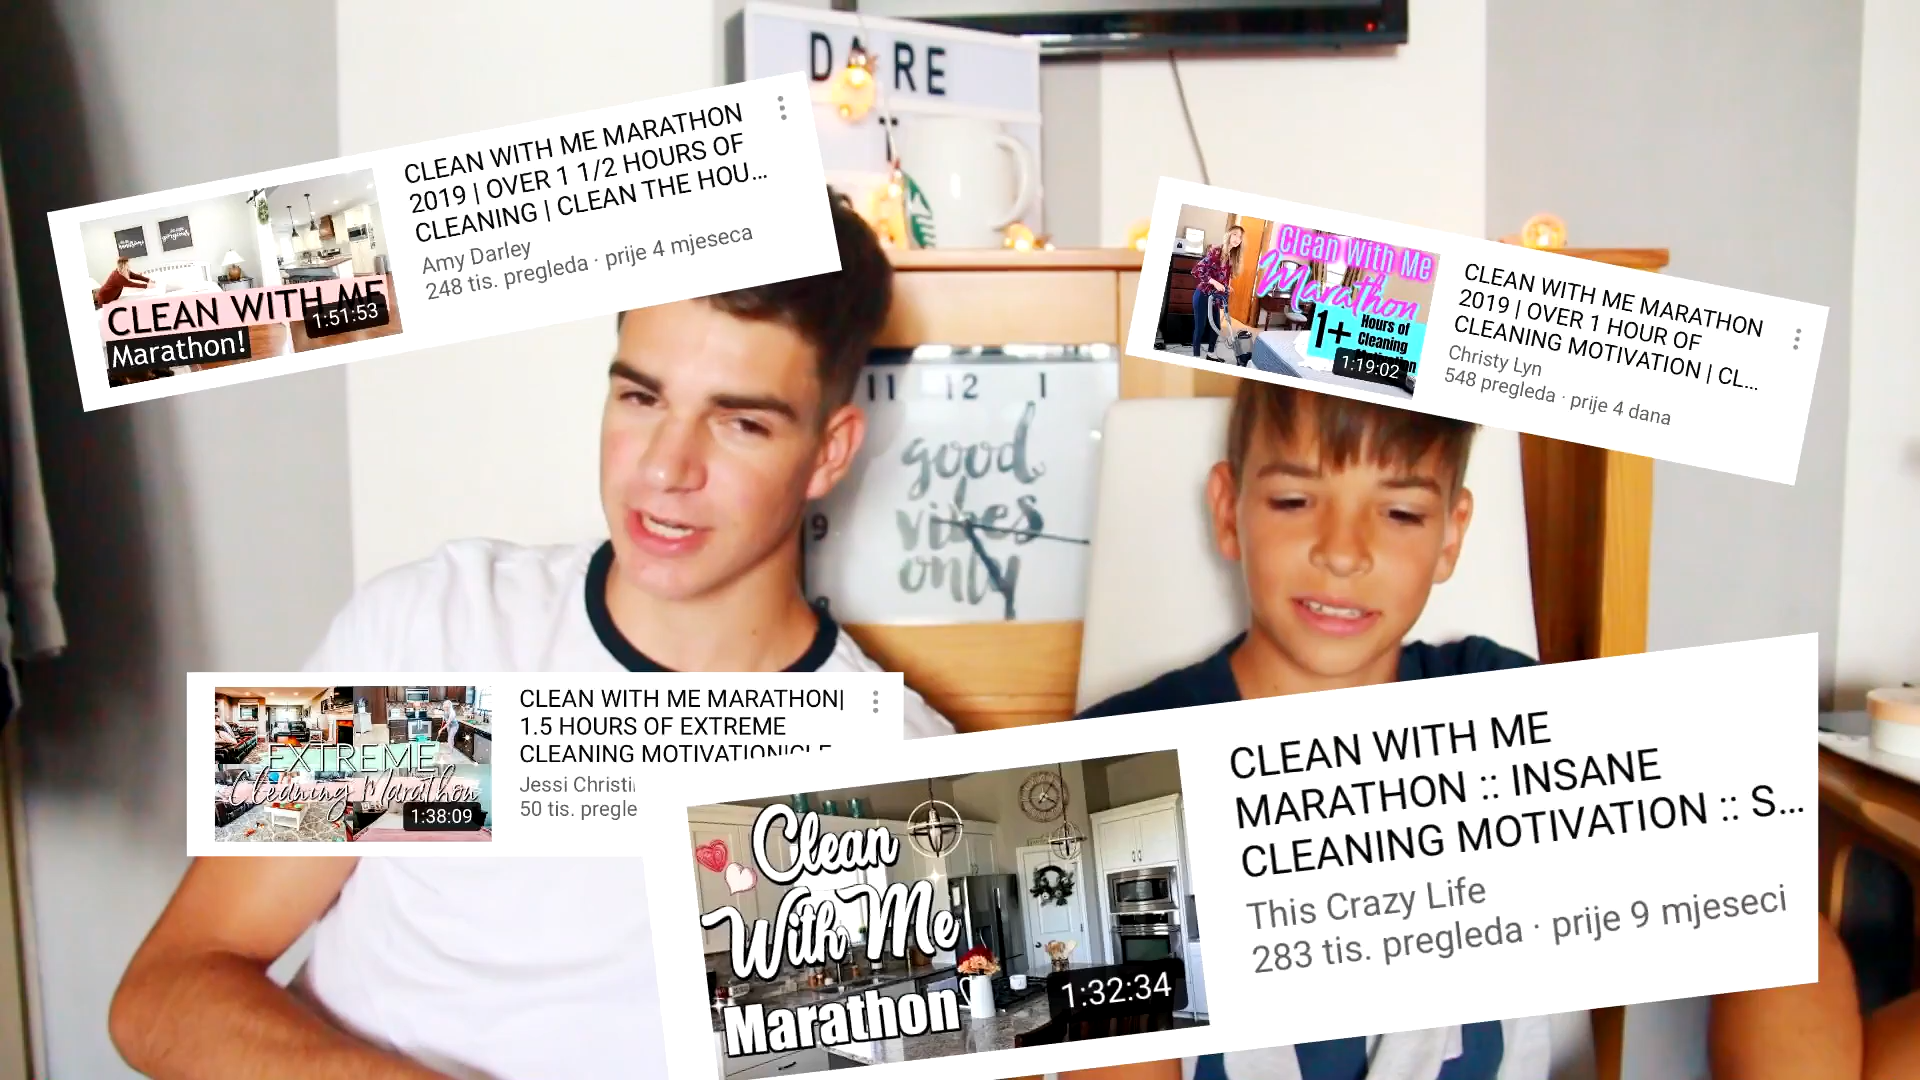 DARE
CLEAN WITH ME MARATHON
2019 | OVER 1 1/2 HOURS OF
CLEANING | CLEAN THE HOU...
Amy Darley
248 tis. pregleda · prije 4 mjeseca
CLEAN WITH ME
Marathon!
1:51:53
Clean With Me
Marathon
1+ Hours of
Cleaning
1:19:02
CLEAN WITH ME MARATHON
2019 | OVER 1 HOUR OF
CLEANING MOTIVATION | CL...
Christy Lyn
548 pregleda · prije 4 dana
11 12 1
9
good
vibes
only
EXTREME
Cleaning Marathon
1:38:09
CLEAN WITH ME MARATHON|
1.5 HOURS OF EXTREME
CLEANING MOTIVATION|CLE
Jessi Christi
50 tis. pregle
Clean
With Me
Marathon
1:32:34
CLEAN WITH ME
MARATHON :: INSANE
CLEANING MOTIVATION :: S...
This Crazy Life
283 tis. pregleda · prije 9 mjeseci